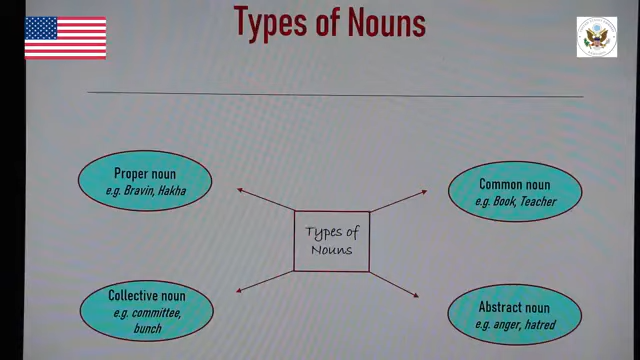 Types of Nouns
Proper noun
e.g. Bravin, Hakha
Common noun
e.g. Book, Teacher
Types of
Nouns
Collective noun
e.g. committee,
bunch
Abstract noun
e.g. anger, hatred